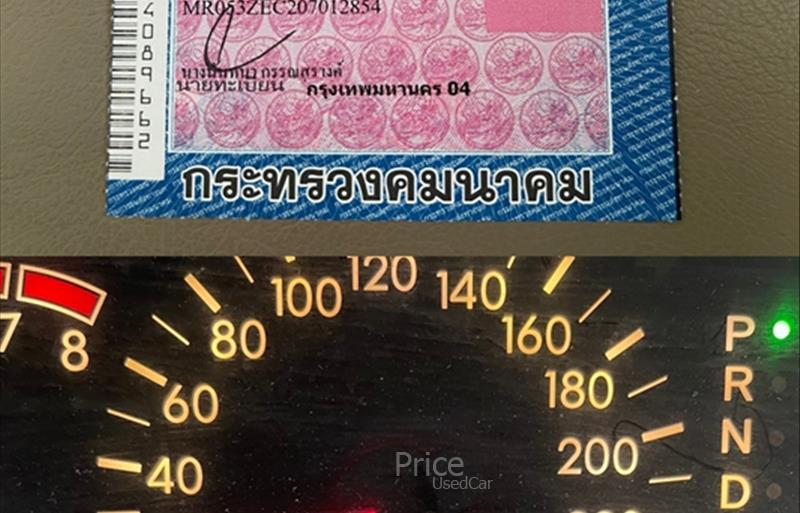 MR053ZEC207012854
นายทะเบียน กรุงเทพมหานคร 04
กระทรวงคมนาคม
4089662
120
100 140
80 160
60 180
40 200
7 8
P
R
N
D
Price
UsedCar